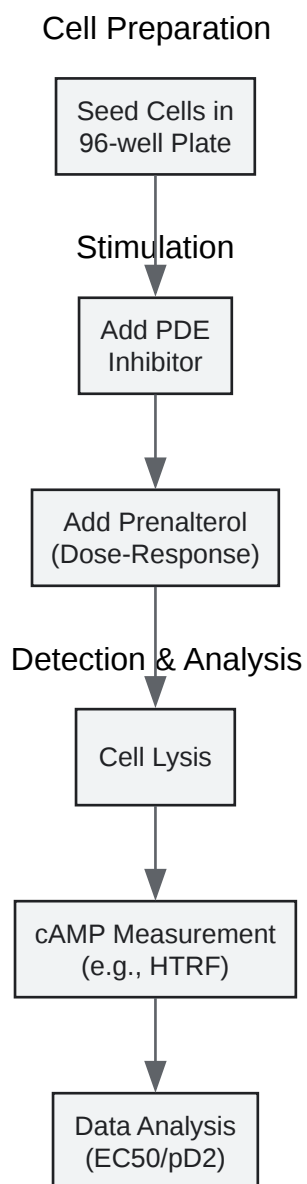 Cell Preparation
Seed Cells in
96-well Plate
Stimulation
Add PDE
Inhibitor
Add Prenalterol
(Dose-Response)
Detection & Analysis
Cell Lysis
cAMP Measurement
(e.g., HTRF)
Data Analysis
(EC50/pD2)